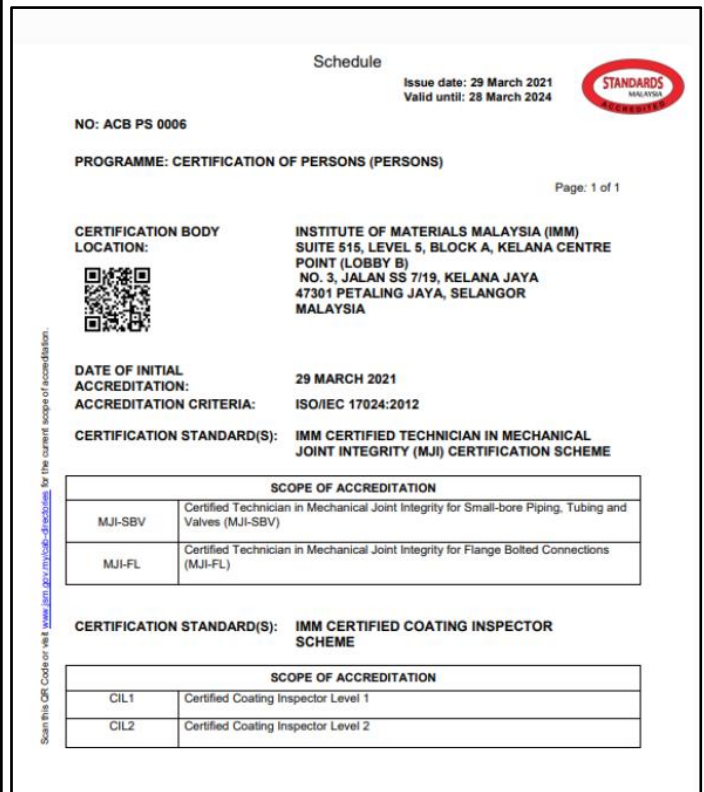 Schedule
Issue date: 29 March 2021
Valid until: 28 March 2024
STANDARDS
MALAYSIA
ACCREDITED
NO: ACB PS 0006
PROGRAMME: CERTIFICATION OF PERSONS (PERSONS)
Page: 1 of 1
CERTIFICATION BODY
LOCATION:
INSTITUTE OF MATERIALS MALAYSIA (IMM)
SUITE 515, LEVEL 5, BLOCK A, KELANA CENTRE
POINT (LOBBY B)
NO. 3, JALAN SS 7/19, KELANA JAYA
47301 PETALING JAYA, SELANGOR
MALAYSIA
DATE OF INITIAL
ACCREDITATION:
29 MARCH 2021
ACCREDITATION CRITERIA: ISO/IEC 17024:2012
CERTIFICATION STANDARD(S): IMM CERTIFIED TECHNICIAN IN MECHANICAL
JOINT INTEGRITY (MJI) CERTIFICATION SCHEME
SCOPE OF ACCREDITATION
MJI-SBV
Certified Technician in Mechanical Joint Integrity for Small-bore Piping, Tubing and
Valves (MJI-SBV)
MJI-FL
Certified Technician in Mechanical Joint Integrity for Flange Bolted Connections
(MJI-FL)
CERTIFICATION STANDARD(S): IMM CERTIFIED COATING INSPECTOR
SCHEME
SCOPE OF ACCREDITATION
CIL1 Certified Coating Inspector Level 1
CIL2 Certified Coating Inspector Level 2
Scan this QR Code or visit www.jsm.gov.my/cab-directories for the current scope of accreditation.